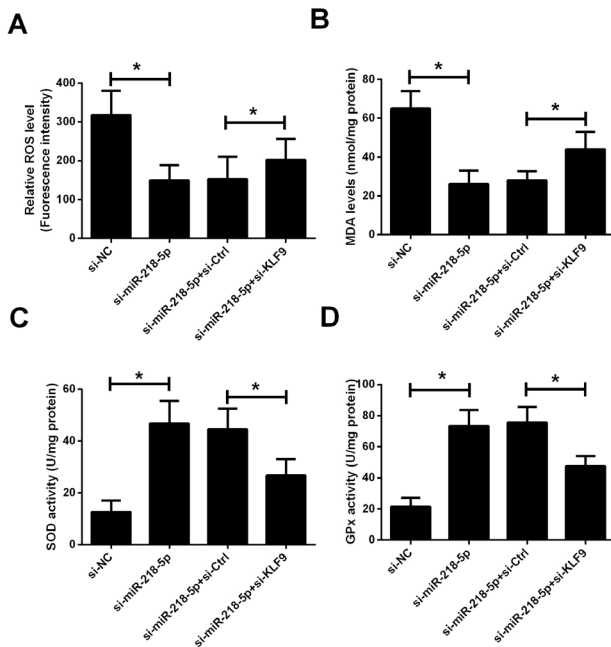 A
Relative ROS level
(Fluorescence intensity)
400
300
200
100
0
*
*
si-NC
si-miR-218-5p
si-miR-218-5p+si-Ctrl
si-miR-218-5p+si-KLF9
B
MDA levels (nmol/mg protein)
80
60
40
20
0
*
*
si-NC
si-miR-218-5p
si-miR-218-5p+si-Ctrl
si-miR-218-5p+si-KLF9
C
SOD activity (U/mg protein)
60
40
20
0
*
*
si-NC
si-miR-218-5p
si-miR-218-5p+si-Ctrl
si-miR-218-5p+si-KLF9
D
GPx activity (U/mg protein)
100
80
60
40
20
0
*
*
si-NC
si-miR-218-5p
si-miR-218-5p+si-Ctrl
si-miR-218-5p+si-KLF9